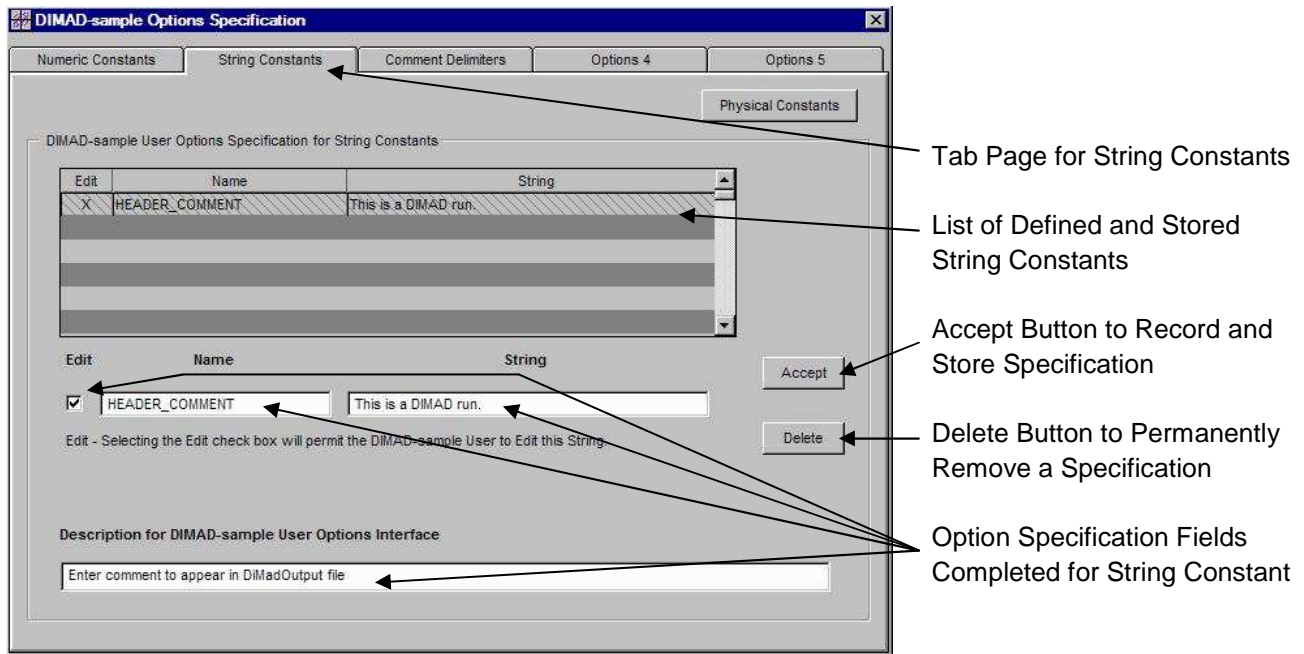 DIMAD-sample Options Specification
Numeric Constants
String Constants
Comment Delimiters
Options 4
Options 5
Physical Constants
DIMAD-sample User Options Specification for String Constants
Edit Name String
X HEADER_COMMENT This is a DIMAD run.
Edit Name String
HEADER_COMMENT This is a DIMAD run.
Accept
Edit - Selecting the Edit check box will permit the DIMAD-sample User to Edit this String.
Delete
Description for DIMAD-sample User Options Interface
Enter comment to appear in DiMadOutput file
Tab Page for String Constants
List of Defined and Stored
String Constants
Accept Button to Record and
Store Specification
Delete Button to Permanently
Remove a Specification
Option Specification Fields
Completed for String Constant